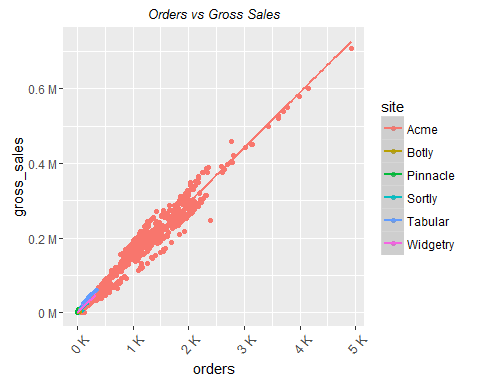 Orders vs Gross Sales
gross_sales
0.6 M
0.4 M
0.2 M
0 M
0 K
1 K
2 K
3 K
4 K
5 K
orders
site
Acme
Botly
Pinnacle
Sortly
Tabular
Widgetry